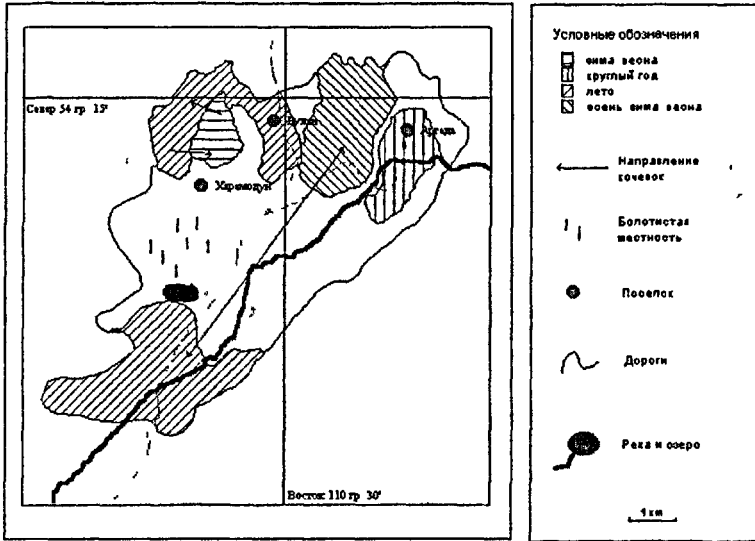 Север 54 гр 15'
Аргада
Харамодун
Восток 110 гр 30'
Условные обозначения
зима весна
круглый год
лето
осень зима весна
Направление
кочевок
Болотистая
местность
Поселок
Дороги
Река и озеро
4 км